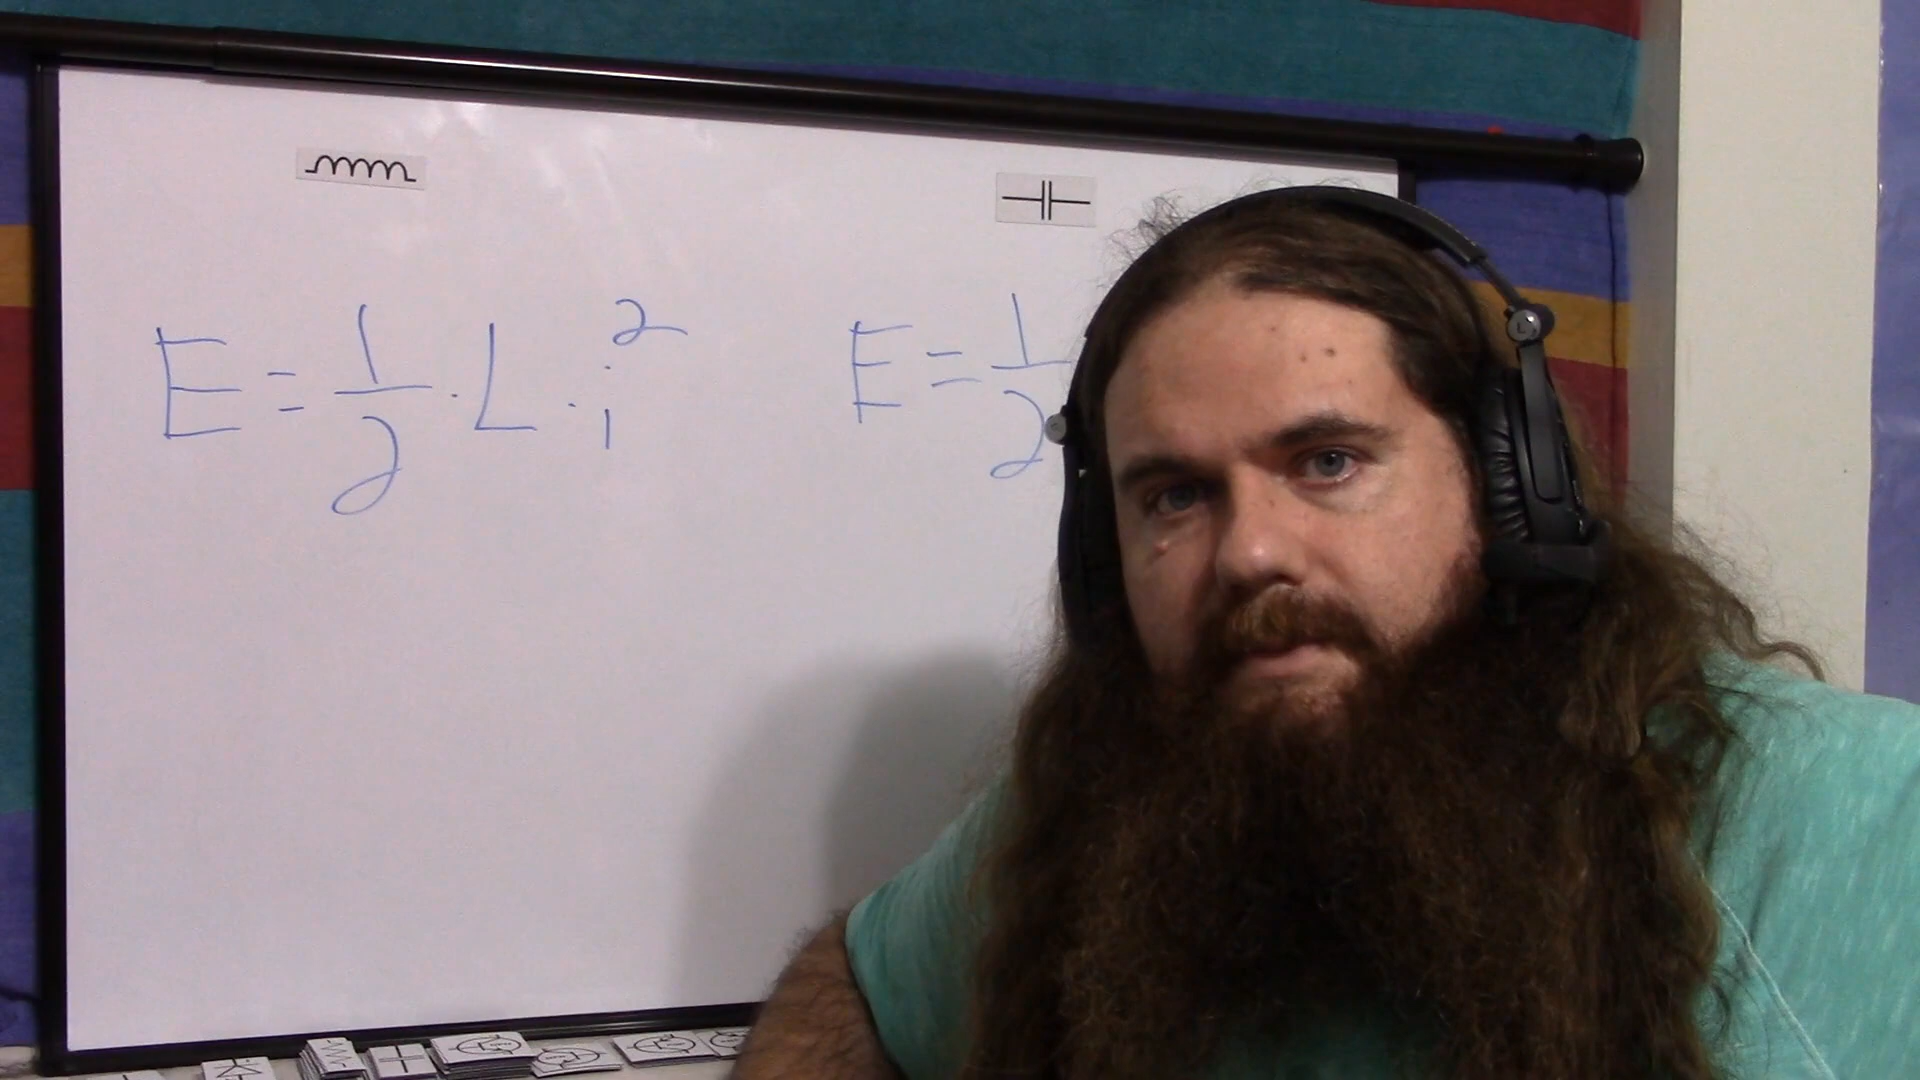 E = 1/2 · L · i²
E = 1/2